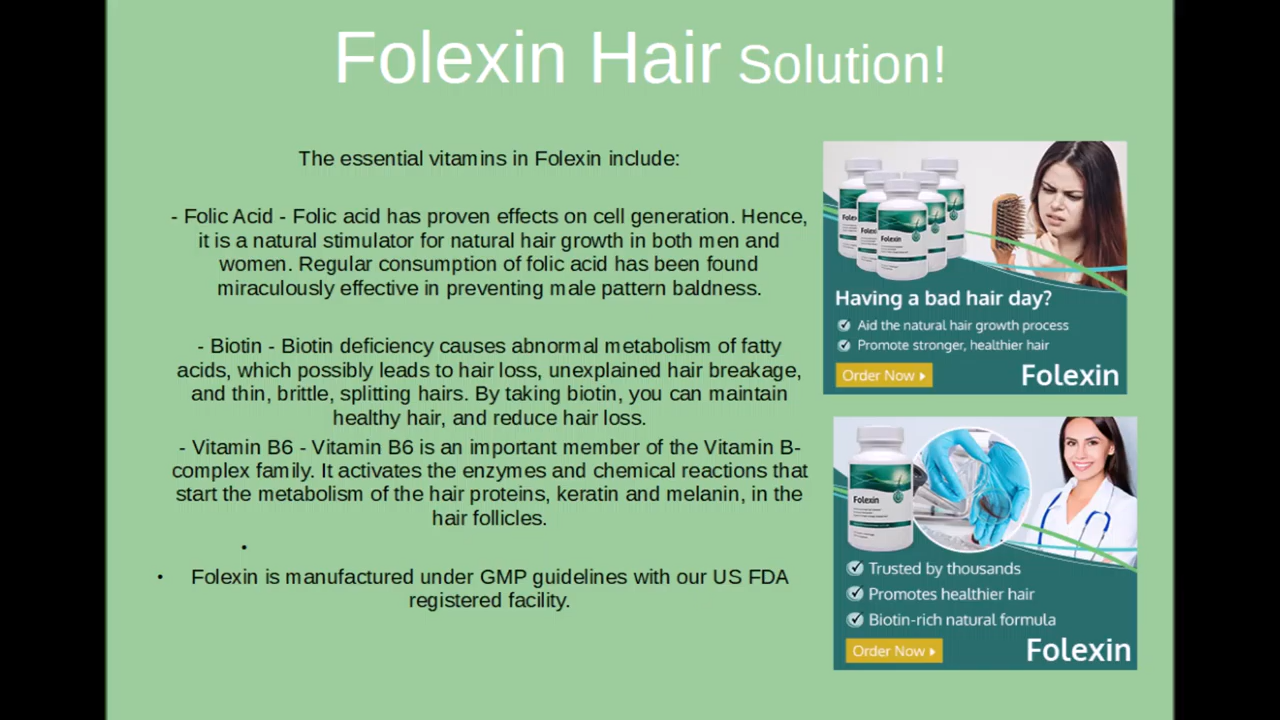 Folexin Hair Solution!
The essential vitamins in Folexin include:
- Folic Acid - Folic acid has proven effects on cell generation. Hence,
it is a natural stimulator for natural hair growth in both men and
women. Regular consumption of folic acid has been found
miraculously effective in preventing male pattern baldness.
- Biotin - Biotin deficiency causes abnormal metabolism of fatty
acids, which possibly leads to hair loss, unexplained hair breakage,
and thin, brittle, splitting hairs. By taking biotin, you can maintain
healthy hair, and reduce hair loss.
- Vitamin B6 - Vitamin B6 is an important member of the Vitamin B-
complex family. It activates the enzymes and chemical reactions that
start the metabolism of the hair proteins, keratin and melanin, in the
hair follicles.
•
• Folexin is manufactured under GMP guidelines with our US FDA
registered facility.
Folexin
Having a bad hair day?
Aid the natural hair growth process
Promote stronger, healthier hair
Order Now
Folexin
Folexin
Trusted by thousands
Promotes healthier hair
Biotin-rich natural formula
Order Now
Folexin